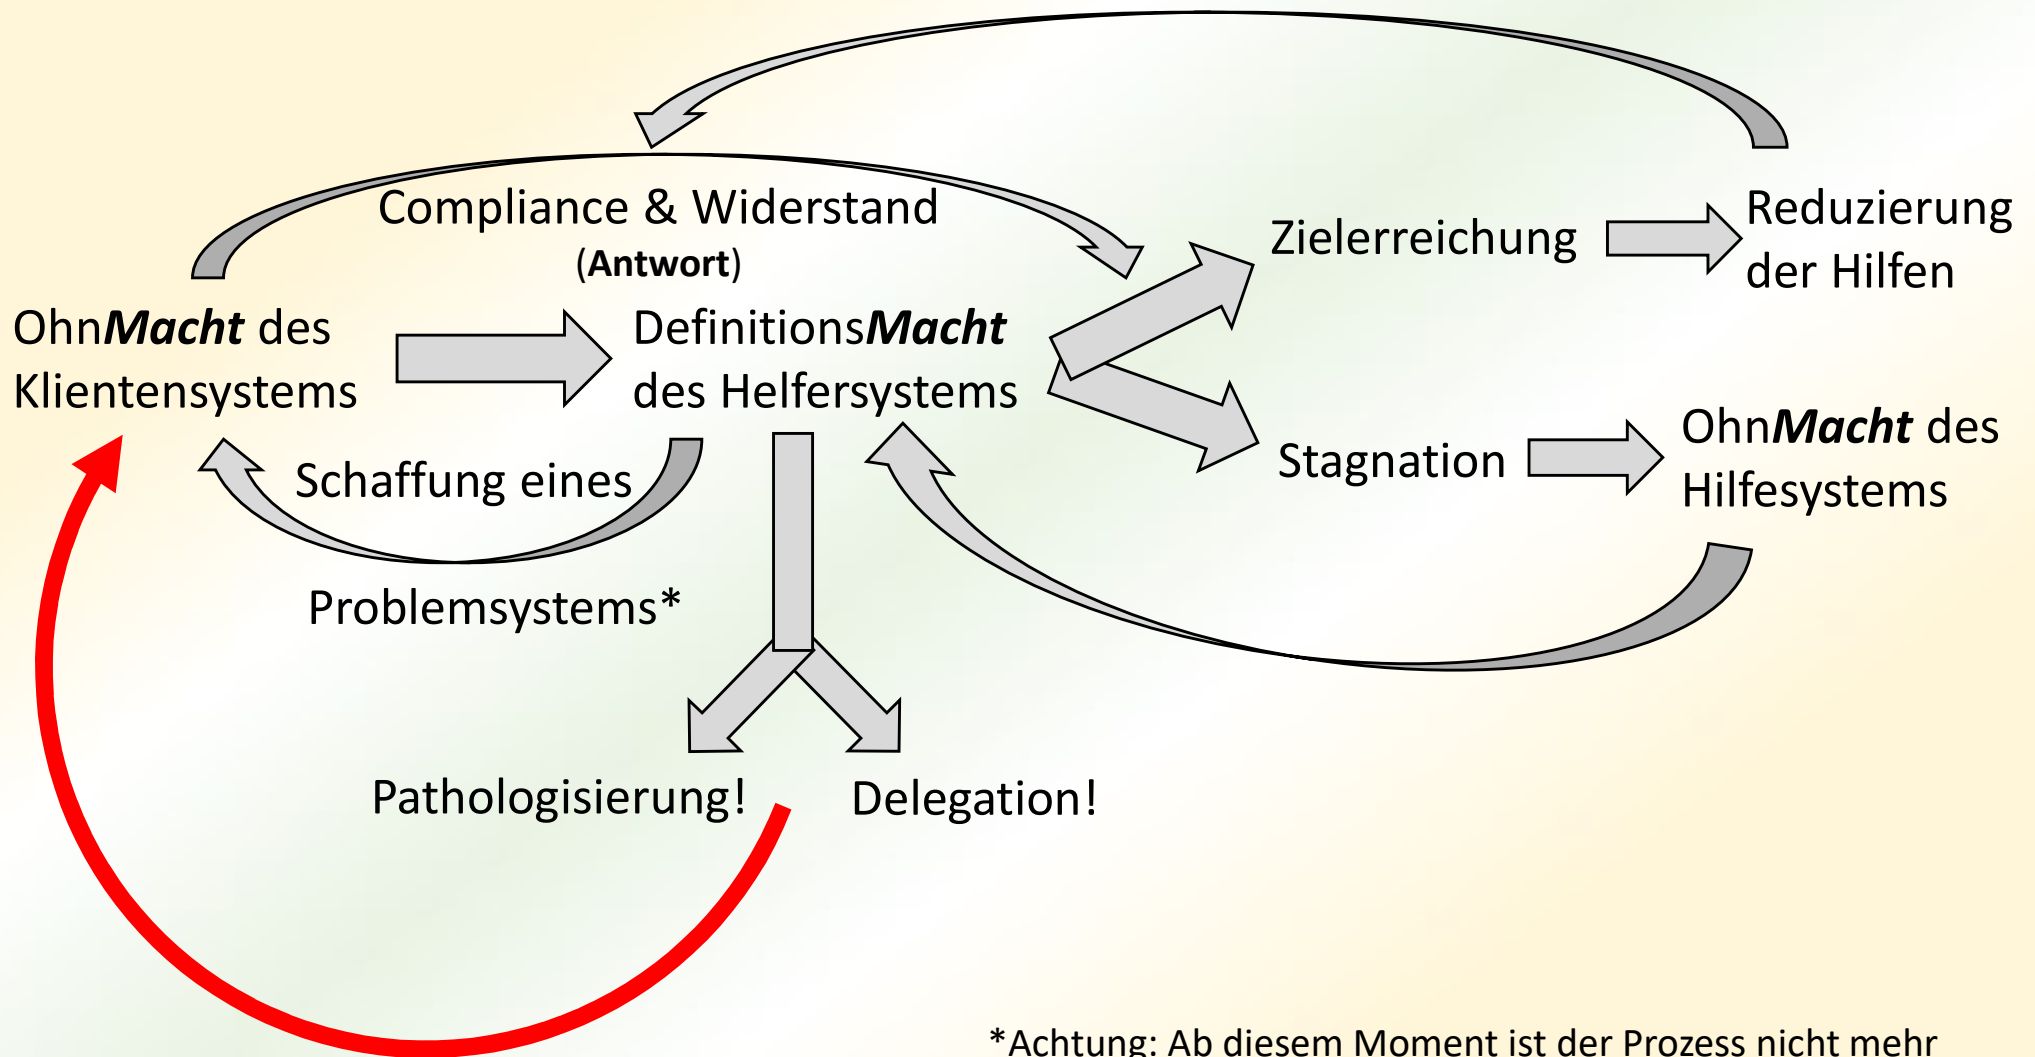 Compliance & Widerstand
(Antwort)
Zielerreichung
Reduzierung
der Hilfen
OhnMacht des
Klientensystems
DefinitionsMacht
des Helfersystems
Stagnation
OhnMacht des
Hilfesystems
Schaffung eines
Problemsystems*
Pathologisierung!
Delegation!
*Achtung: Ab diesem Moment ist der Prozess nicht mehr